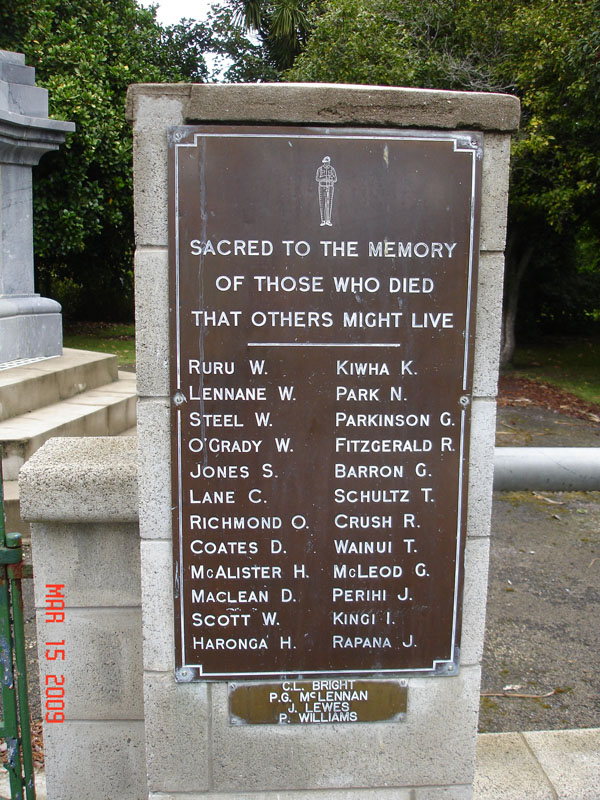 SACRED TO THE MEMORY
OF THOSE WHO DIED
THAT OTHERS MIGHT LIVE
RURU W.
LENNANE W.
STEEL W.
O'GRADY W.
JONES S.
LANE C.
RICHMOND O.
COATES D.
McALISTER H.
MACLEAN D.
SCOTT W.
HARONGA H.
KIWHA K.
PARK N.
PARKINSON G.
FITZGERALD R.
BARRON G.
SCHULTZ T.
CRUSH R.
WAINUI T.
McLEOD G.
PERIHI J.
KINGI I.
RAPANA J.
C.L. BRIGHT
P.G. McLENNAN
J. LEWES
P. WILLIAMS
MAR 15 2009